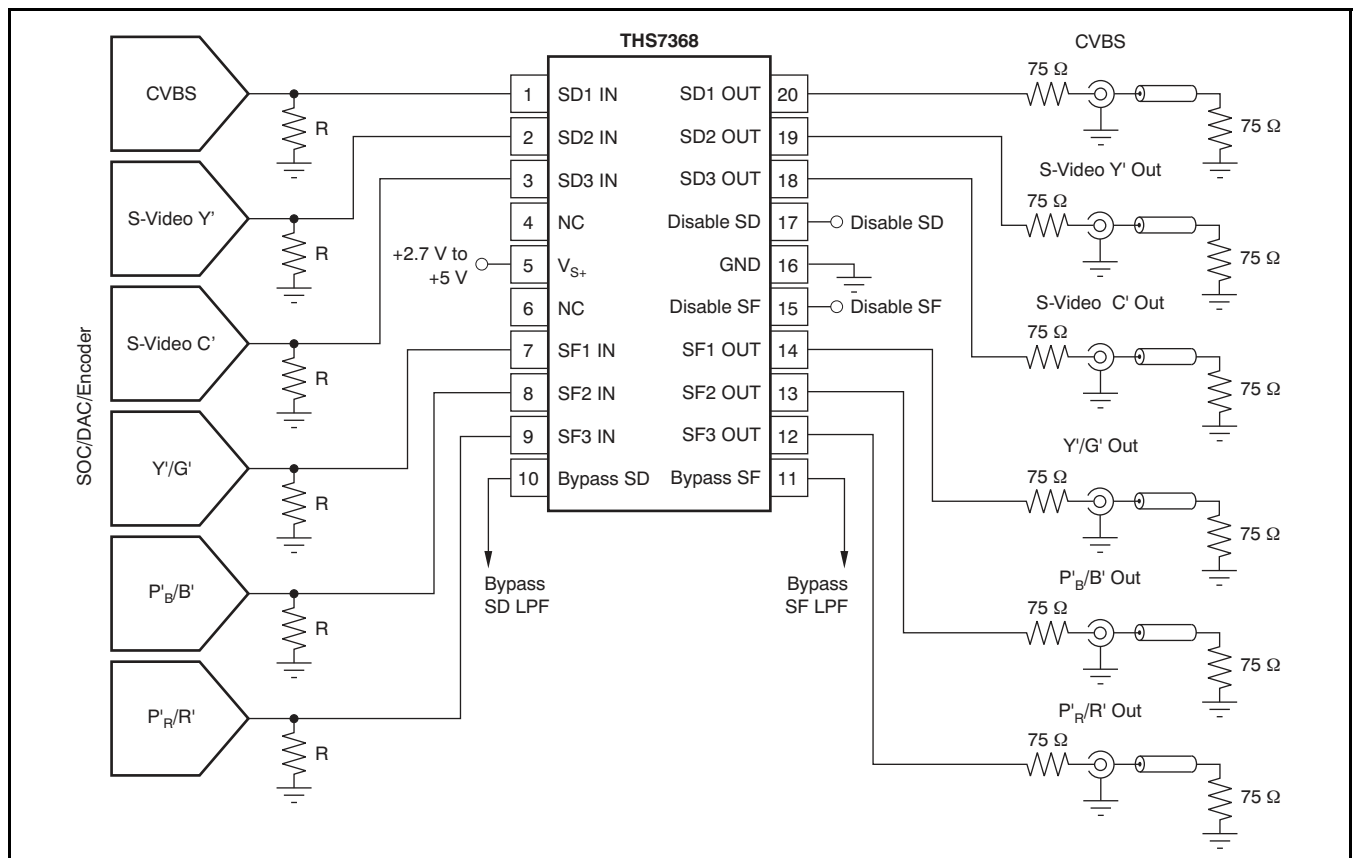 THS7368
CVBS
S-Video Y’
S-Video C’
Y'/G'
P'B/B'
P'R/R'
SOC/DAC/Encoder
R
R
R
R
R
R
+2.7 V to
+5 V
1 SD1 IN
2 SD2 IN
3 SD3 IN
4 NC
5 VS+
6 NC
7 SF1 IN
8 SF2 IN
9 SF3 IN
10 Bypass SD
SD1 OUT 20
SD2 OUT 19
SD3 OUT 18
Disable SD 17
GND 16
Disable SF 15
SF1 OUT 14
SF2 OUT 13
SF3 OUT 12
Bypass SF 11
Disable SD
Disable SF
Bypass
SD LPF
Bypass
SF LPF
CVBS
75 Ω
75 Ω
S-Video Y' Out
75 Ω
75 Ω
S-Video C' Out
75 Ω
75 Ω
Y'/G' Out
75 Ω
75 Ω
P'B/B' Out
75 Ω
75 Ω
P'R/R' Out
75 Ω
75 Ω